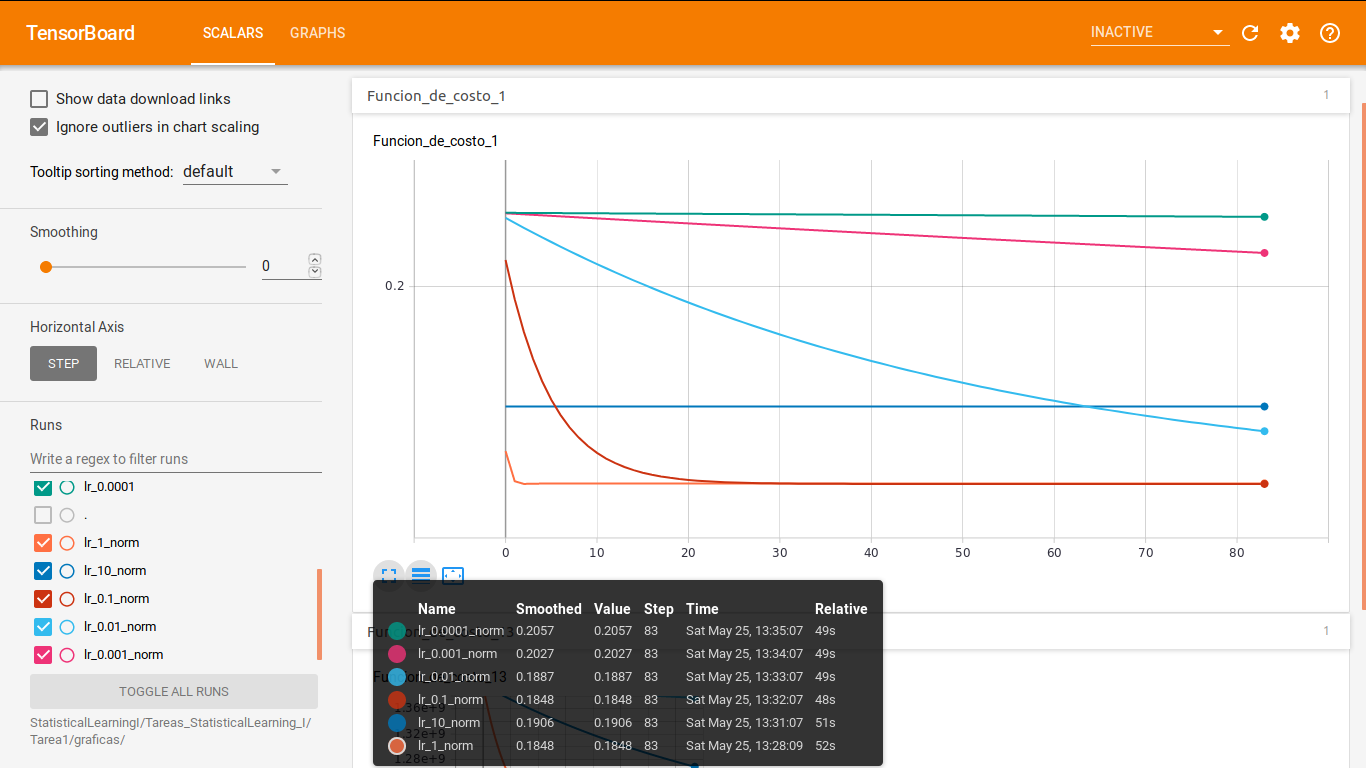 TensorBoard SCALARS GRAPHS INACTIVE
Show data download links
Ignore outliers in chart scaling
Tooltip sorting method: default
Smoothing
0
Horizontal Axis
STEP RELATIVE WALL
Runs
Write a regex to filter runs
lr_0.0001
.
lr_1_norm
lr_10_norm
lr_0.1_norm
lr_0.01_norm
lr_0.001_norm
TOGGLE ALL RUNS
StatisticalLearningI/Tareas_StatisticalLearning_I/
Tarea1/graficas/
Funcion_de_costo_1 1
Funcion_de_costo_1
0.2
0 10 20 30 40 50 60 70 80
Name Smoothed Value Step Time Relative
lr_0.0001_norm 0.2057 0.2057 83 Sat May 25, 13:35:07 49s
lr_0.001_norm 0.2027 0.2027 83 Sat May 25, 13:34:07 49s
lr_0.01_norm 0.1887 0.1887 83 Sat May 25, 13:33:07 49s
lr_0.1_norm 0.1848 0.1848 83 Sat May 25, 13:32:07 48s
lr_10_norm 0.1906 0.1906 83 Sat May 25, 13:31:07 51s
lr_1_norm 0.1848 0.1848 83 Sat May 25, 13:28:09 52s
1
1.36e+9
1.32e+9
1.28e+9